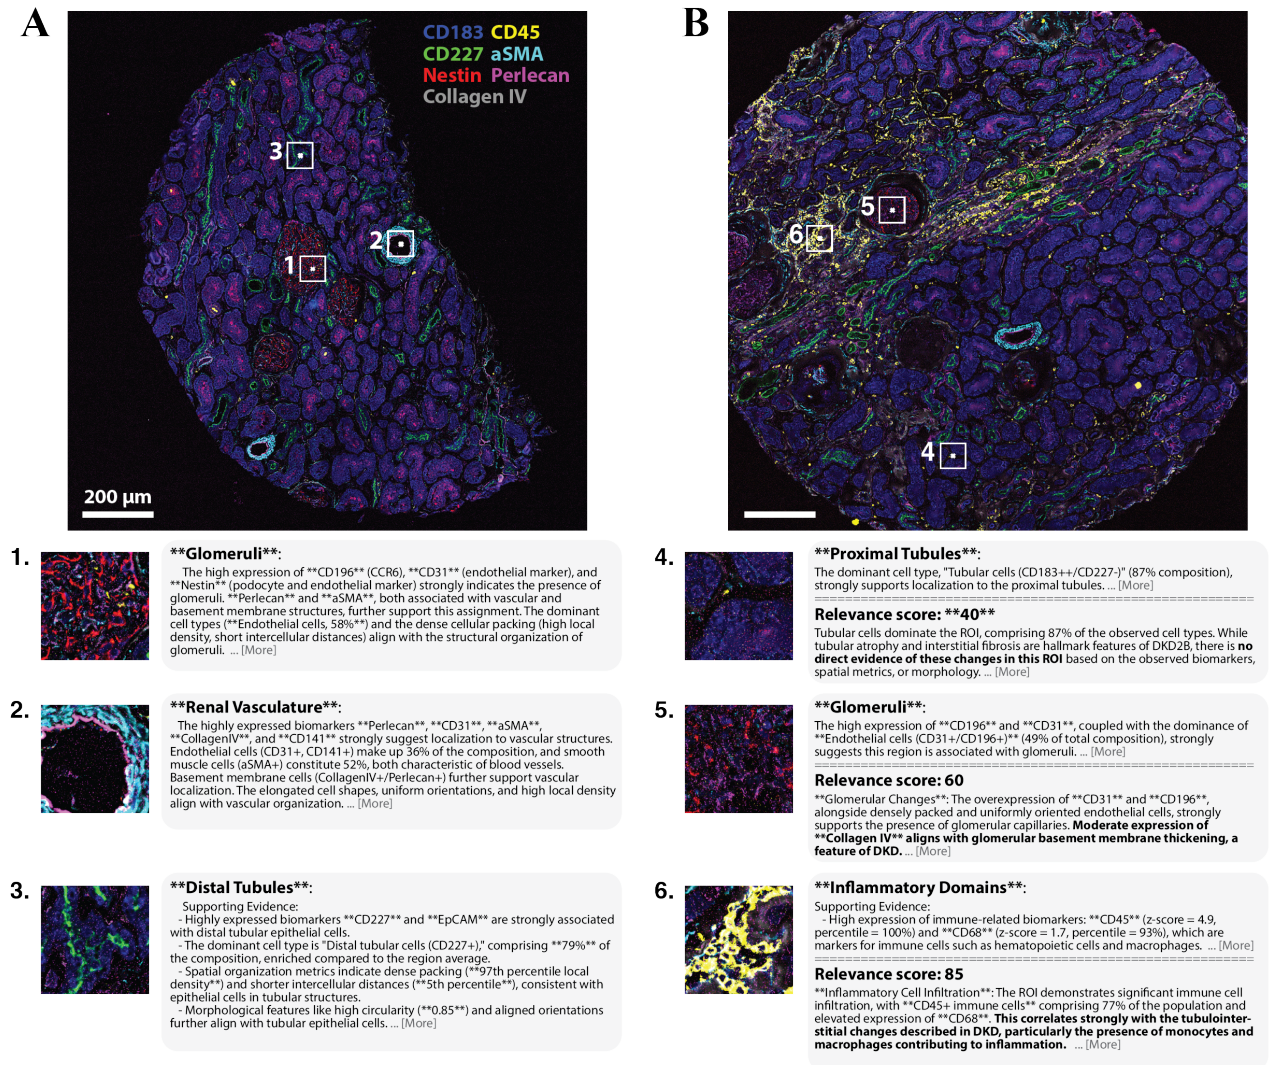 A
CD183 CD45
CD227 aSMA
Nestin Perlecan
Collagen IV
3
2
1
200 µm
B
5
6
4
1.
**Glomeruli**:
The high expression of **CD196** (CCR6), **CD31** (endothelial marker), and
**Nestin** (podocyte and endothelial marker) strongly indicates the presence of
glomeruli. **Perlecan** and **aSMA**, both associated with vascular and
basement membrane structures, further support this assignment. The dominant
cell types (**Endothelial cells, 58%**) and the dense cellular packing (high local
density, short intercellular distances) align with the structural organization of
glomeruli. ... [More]
2.
**Renal Vasculature**:
The highly expressed biomarkers **Perlecan**, **CD31**, **aSMA**,
**CollagenIV**, and **CD141** strongly suggest localization to vascular structures.
Endothelial cells (CD31+, CD141+) make up 36% of the composition, and smooth
muscle cells (aSMA+) constitute 52%, both characteristic of blood vessels.
Basement membrane cells (CollagenIV+/Perlecan+) further support vascular
localization. The elongated cell shapes, uniform orientations, and high local density
align with vascular organization. ... [More]
3.
**Distal Tubules**:
Supporting Evidence:
- Highly expressed biomarkers **CD227** and **EpCAM** are strongly associated
with distal tubular epithelial cells.
- The dominant cell type is "Distal tubular cells (CD227+)," comprising **79%** of
the composition, enriched compared to the region average.
- Spatial organization metrics indicate dense packing (**97th percentile local
density**) and shorter intercellular distances (**5th percentile**), consistent with
epithelial cells in tubular structures.
- Morphological features like high circularity (**0.85**) and aligned orientations
further align with tubular epithelial cells. ... [More]
4.
**Proximal Tubules**:
The dominant cell type, "Tubular cells (CD183++/CD227-)" (87% composition),
strongly supports localization to the proximal tubules. ... [More]
Relevance score: **40**
Tubular cells dominate the ROI, comprising 87% of the observed cell types. While
tubular atrophy and interstitial fibrosis are hallmark features of DKD2B, there is no
direct evidence of these changes in this ROI based on the observed biomarkers,
spatial metrics, or morphology. ... [More]
5.
**Glomeruli**:
The high expression of **CD196** and **CD31**, coupled with the dominance of
**Endothelial cells (CD31+/CD196+)** (49% of total composition), strongly
suggests this region is associated with glomeruli. ... [More]
Relevance score: 60
**Glomerular Changes**: The overexpression of **CD31** and **CD196**,
alongside densely packed and uniformly oriented endothelial cells, strongly
supports the presence of glomerular capillaries. Moderate expression of
**Collagen IV** aligns with glomerular basement membrane thickening, a
feature of DKD. ... [More]
6.
**Inflammatory Domains**:
Supporting Evidence:
- High expression of immune-related biomarkers: **CD45** (z-score = 4.9,
percentile = 100%) and **CD68** (z-score = 1.7, percentile = 93%), which are
markers for immune cells such as hematopoietic cells and macrophages. ... [More]
Relevance score: 85
**Inflammatory Cell Infiltration**: The ROI demonstrates significant immune cell
infiltration, with **CD45+ immune cells** comprising 77% of the population and
elevated expression of **CD68**. This correlates strongly with the tubulointer-
stitial changes described in DKD, particularly the presence of monocytes and
macrophages contributing to inflammation. ... [More]